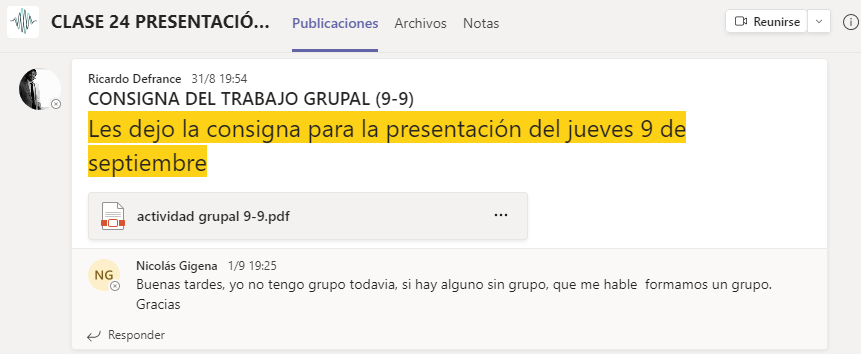 CLASE 24 PRESENTACIÓ...
Publicaciones
Archivos
Notas
Reunirse
Ricardo Defrance 31/8 19:54
CONSIGNA DEL TRABAJO GRUPAL (9-9)
Les dejo la consigna para la presentación del jueves 9 de
septiembre
actividad grupal 9-9.pdf
NG
Nicolás Gigena 1/9 19:25
Buenas tardes, yo no tengo grupo todavia, si hay alguno sin grupo, que me hable formamos un grupo.
Gracias
Responder